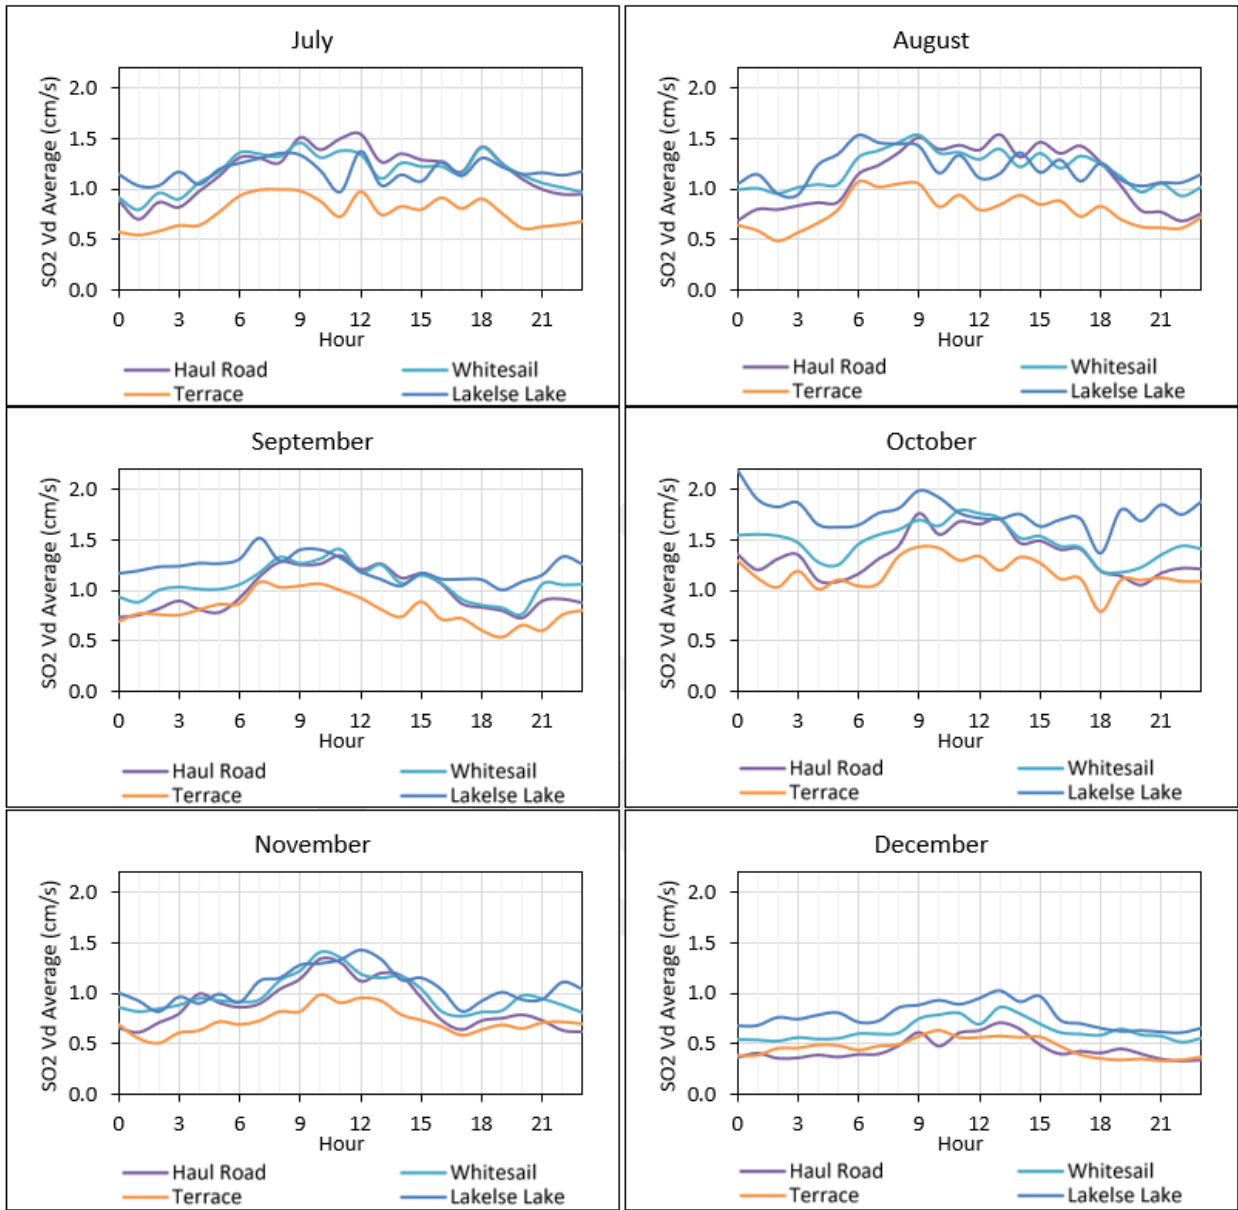 July
SO2 Vd Average (cm/s)
2.0
1.5
1.0
0.5
0.0
0 3 6 9 12 15 18 21
Hour
Haul Road Whitesail
Terrace Lakelse Lake
August
SO2 Vd Average (cm/s)
2.0
1.5
1.0
0.5
0.0
0 3 6 9 12 15 18 21
Hour
Haul Road Whitesail
Terrace Lakelse Lake
September
SO2 Vd Average (cm/s)
2.0
1.5
1.0
0.5
0.0
0 3 6 9 12 15 18 21
Hour
Haul Road Whitesail
Terrace Lakelse Lake
October
SO2 Vd Average (cm/s)
2.0
1.5
1.0
0.5
0.0
0 3 6 9 12 15 18 21
Hour
Haul Road Whitesail
Terrace Lakelse Lake
November
SO2 Vd Average (cm/s)
2.0
1.5
1.0
0.5
0.0
0 3 6 9 12 15 18 21
Hour
Haul Road Whitesail
Terrace Lakelse Lake
December
SO2 Vd Average (cm/s)
2.0
1.5
1.0
0.5
0.0
0 3 6 9 12 15 18 21
Hour
Haul Road Whitesail
Terrace Lakelse Lake